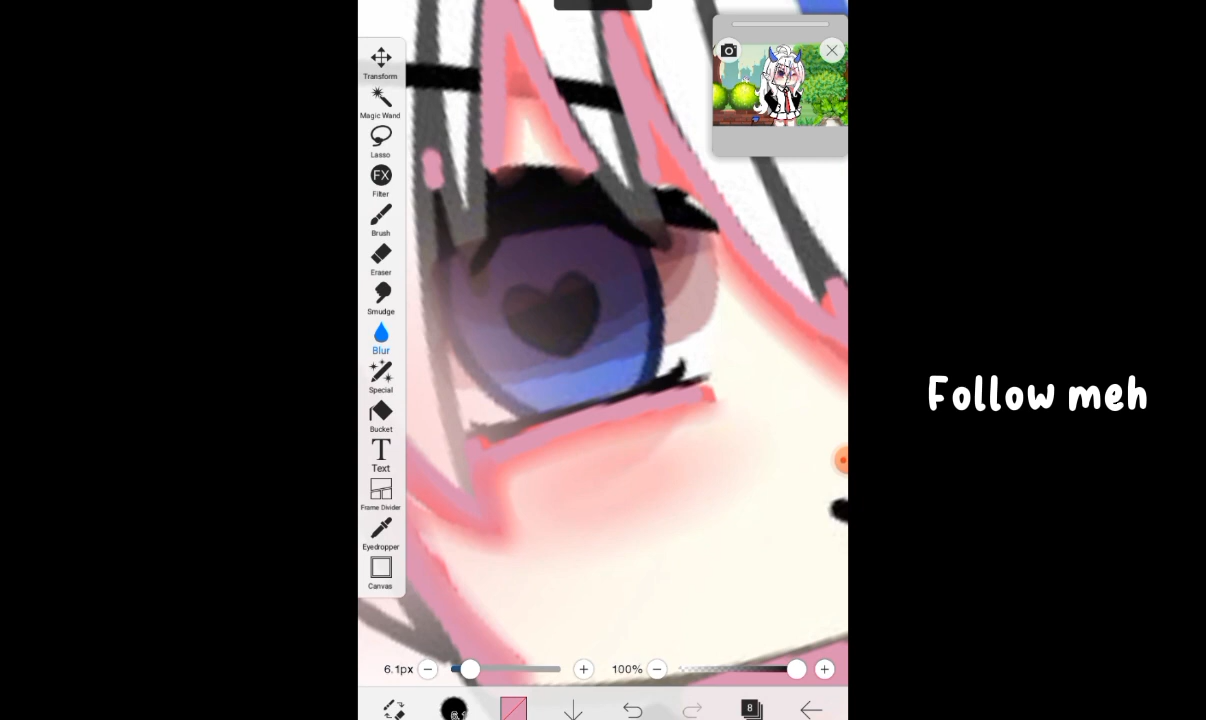 Transform
Magic Wand
Lasso
FX
Filter
Brush
Eraser
Smudge
Blur
Special
Bucket
T
Text
Frame Divider
Eyedropper
Canvas
6.1px
100%
8
Follow meh